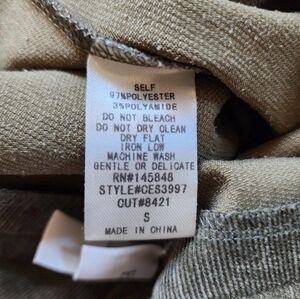 SELF
97%POLYESTER
3%POLYAMIDE
DO NOT BLEACH
DO NOT DRY CLEAN
DRY FLAT
IRON LOW
MACHINE WASH
GENTLE OR DELICATE
RN#145848
STYLE#CES3997
CUT#8421
S
MADE IN CHINA